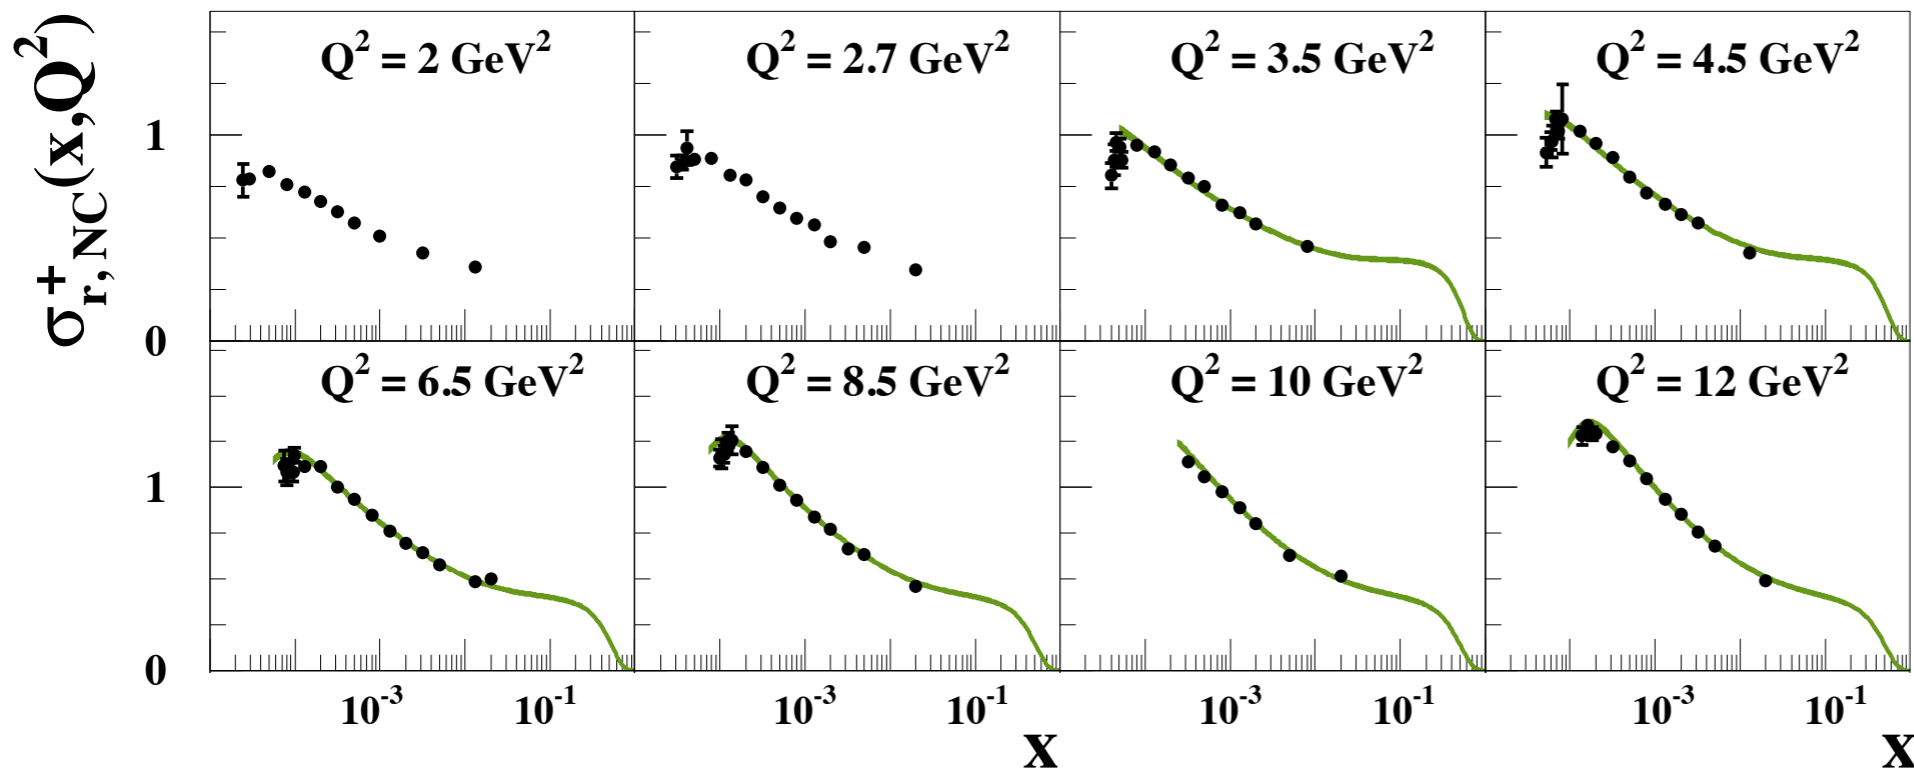 σ⁺r,NC(x,Q²)
Q² = 2 GeV²
Q² = 2.7 GeV²
Q² = 3.5 GeV²
Q² = 4.5 GeV²
1
0
Q² = 6.5 GeV²
Q² = 8.5 GeV²
Q² = 10 GeV²
Q² = 12 GeV²
1
0
10⁻³ 10⁻¹ 10⁻³ 10⁻¹ 10⁻³ 10⁻¹ 10⁻³ 10⁻¹
x x